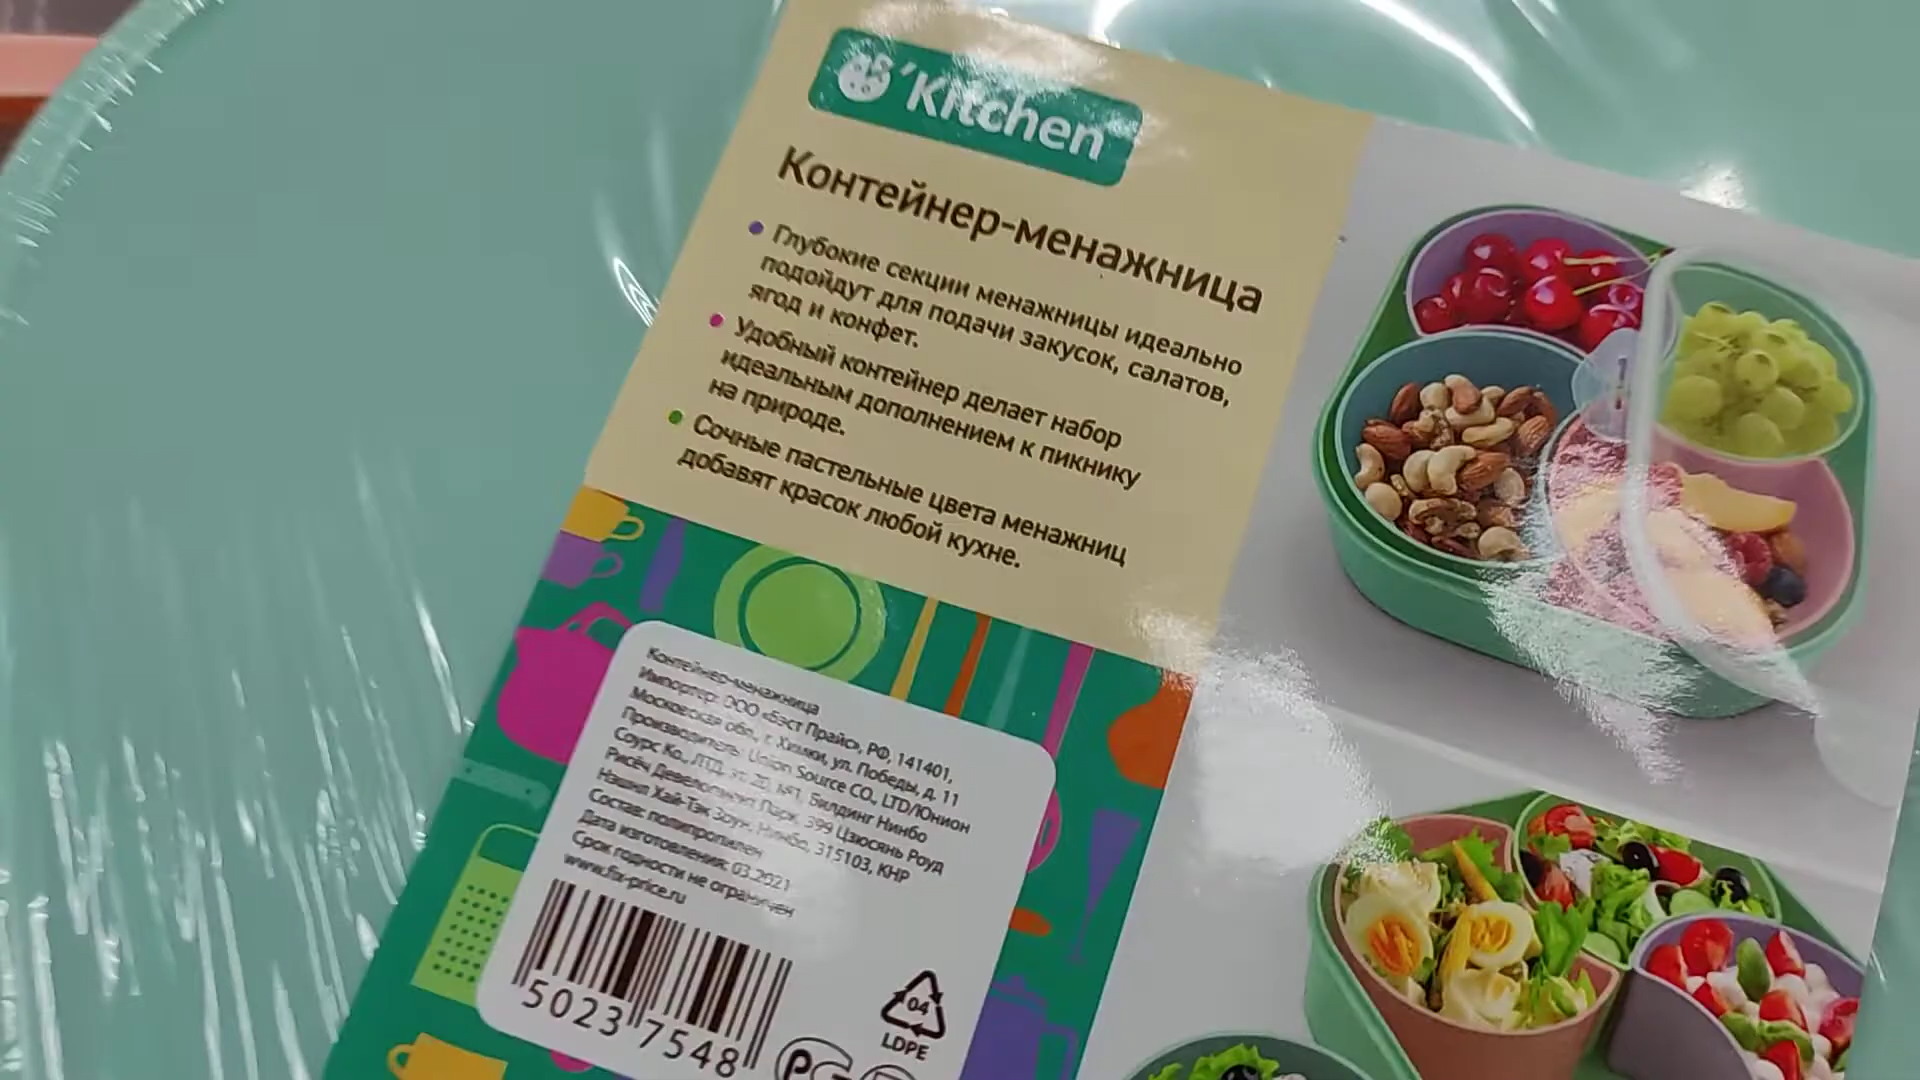 'Kitchen
Контейнер-менажница
Глубокие секции менажницы идеально
подойдут для подачи закусок, салатов,
ягод и конфет.
Удобный контейнер делает набор
идеальным дополнением к пикнику
на природе.
Сочные пастельные цвета менажниц
добавят красок любой кухне.
Контейнер-менажница
Импортер: ООО «Бэст Прайс», РФ, 141401,
Московская обл., г. Химки, ул. Победы, д. 11
Производитель: Union Source CO., LTD/Юнион
Соурс Ко., ЛТД, эт. 20, №1, Билдинг Нинбо
Рисёч Девелопмент Парк, 399 Цзюсянь Роуд
Нашнл Хай-Тэк Зоун, Нинбо, 315103, КНР
Состав: полипропилен
Дата изготовления: 03.2021
Срок годности не ограничен
www.fix-price.ru
5023 7548
04
LDPE